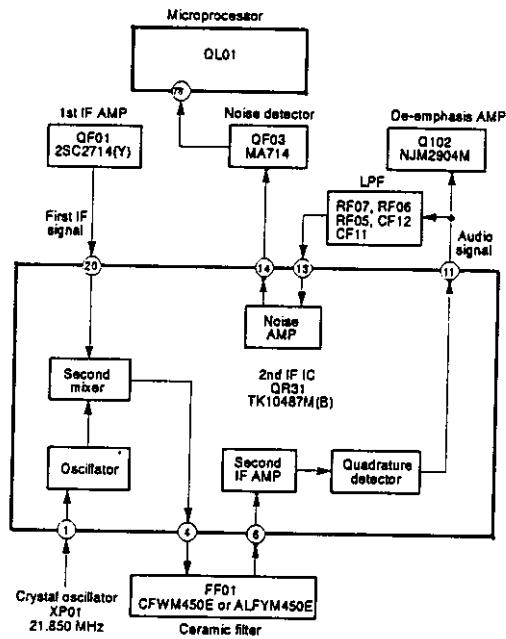 Microprocessor
QL01
78
1st IF AMP
QF01
2SC2714(Y)
Noise detector
QF03
MA714
De-emphasis AMP
Q102
NJM2904M
LPF
RF07, RF06
RF05, CF12
CF11
First IF
signal
Audio
signal
20
14
13
11
Noise
AMP
Second
mixer
2nd IF IC
QR31
TK10487M(B)
Oscillator
Second
IF AMP
Quadrature
detector
1
4
6
Crystal oscillator
XP01
21.850 MHz
FF01
CFWM450E or ALFYM450E
Ceramic filter